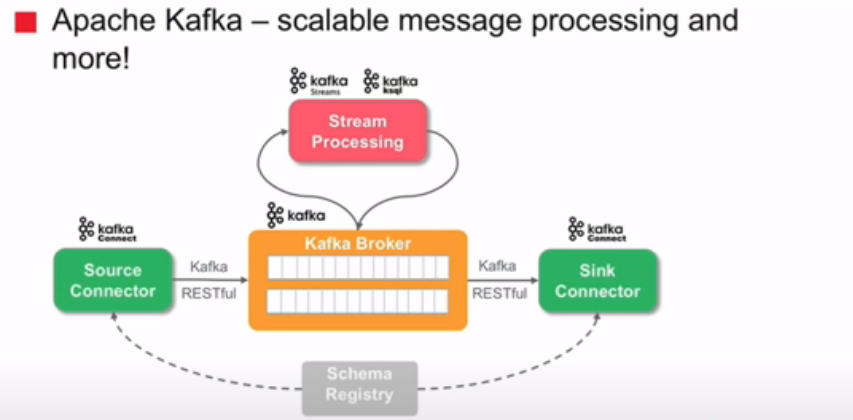 Apache Kafka – scalable message processing and
more!
kafka
Streams
kafka
ksql
Stream
Processing
kafka
Kafka Broker
kafka
Connect
Source
Connector
Kafka
RESTful
Kafka
RESTful
kafka
Connect
Sink
Connector
Schema
Registry